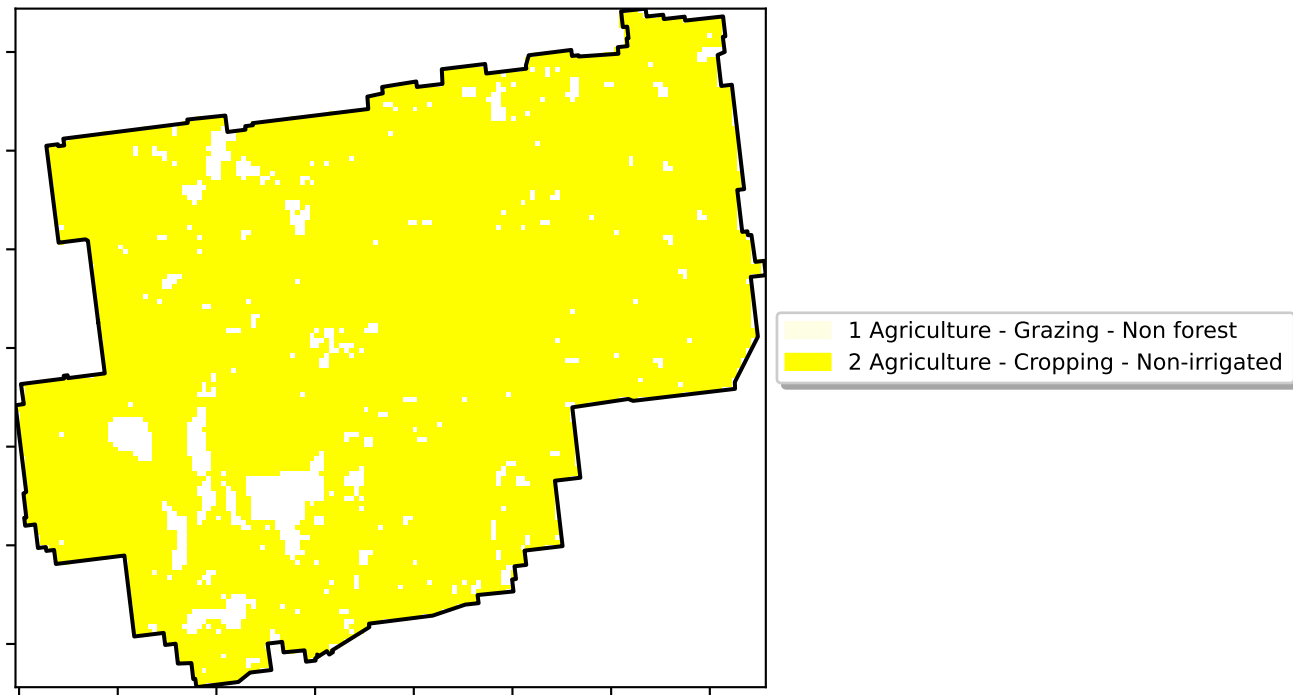 1 Agriculture - Grazing - Non forest
2 Agriculture - Cropping - Non-irrigated